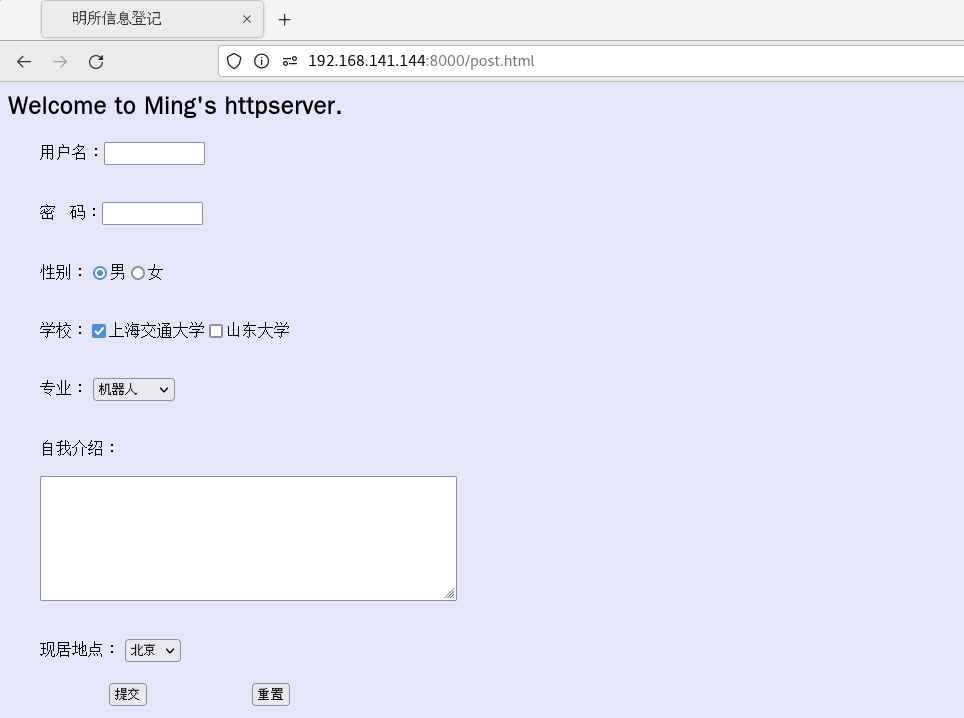 明所信息登记
192.168.141.144:8000/post.html
Welcome to Ming's httpserver.
用户名：
密 码：
性别： 男 女
学校： 上海交通大学 山东大学
专业： 机器人
自我介绍：
现居地点： 北京
提交 重置